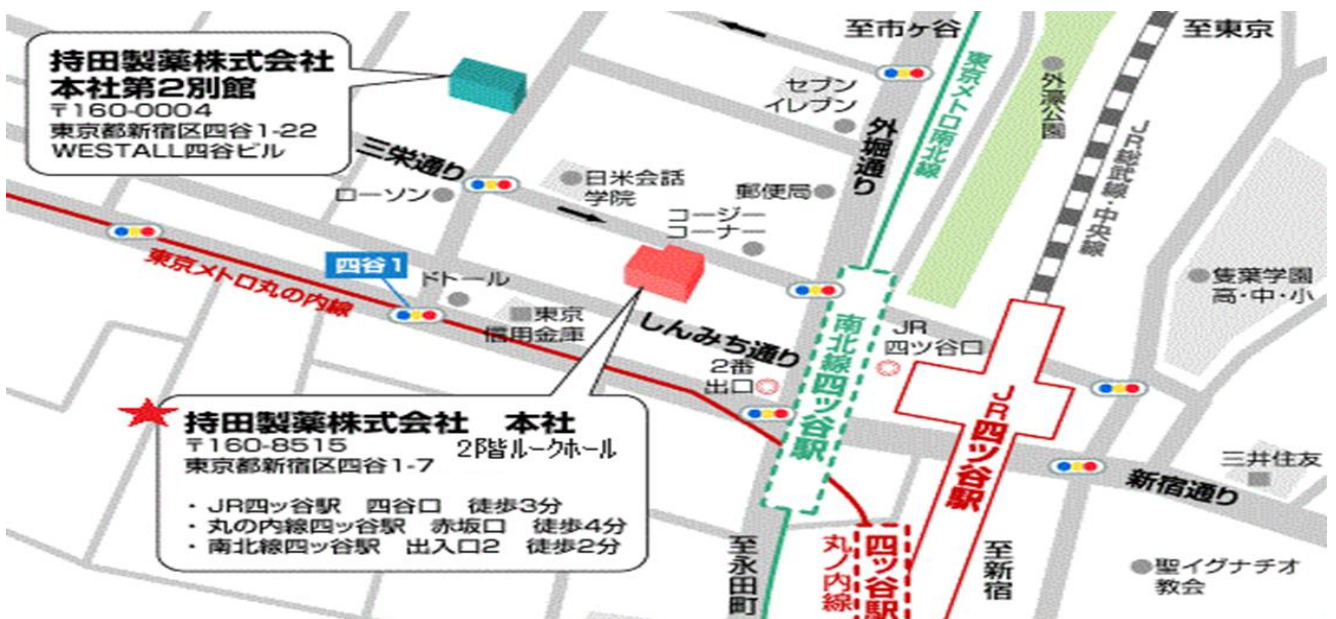 持田製薬株式会社
本社第2別館
〒160-0004
東京都新宿区四谷1-22
WESTALL四谷ビル
至市ヶ谷
至東京
東京メトロ南北線
外濠公園
セブン
イレブン
外堀通り
JR総武線・中央線
三栄通り
ローソン
日米会話
学院
郵便局
コージー
コーナー
雙葉学園
高・中・小
東京メトロ丸の内線
四谷1
ドトール
東京
信用金庫
しんみち通り
2番
出口
南北線四ッ谷駅
JR
四ツ谷口
JR四ツ谷駅
持田製薬株式会社 本社
〒160-8515 2階ルークホール
東京都新宿区四谷1-7
・JR四ッ谷駅 四谷口 徒歩3分
・丸の内線四ッ谷駅 赤坂口 徒歩4分
・南北線四ッ谷駅 出入口2 徒歩2分
三井住友
新宿通り
至永田町
丸ノ内線
四ツ谷駅
至新宿
聖イグナチオ
教会